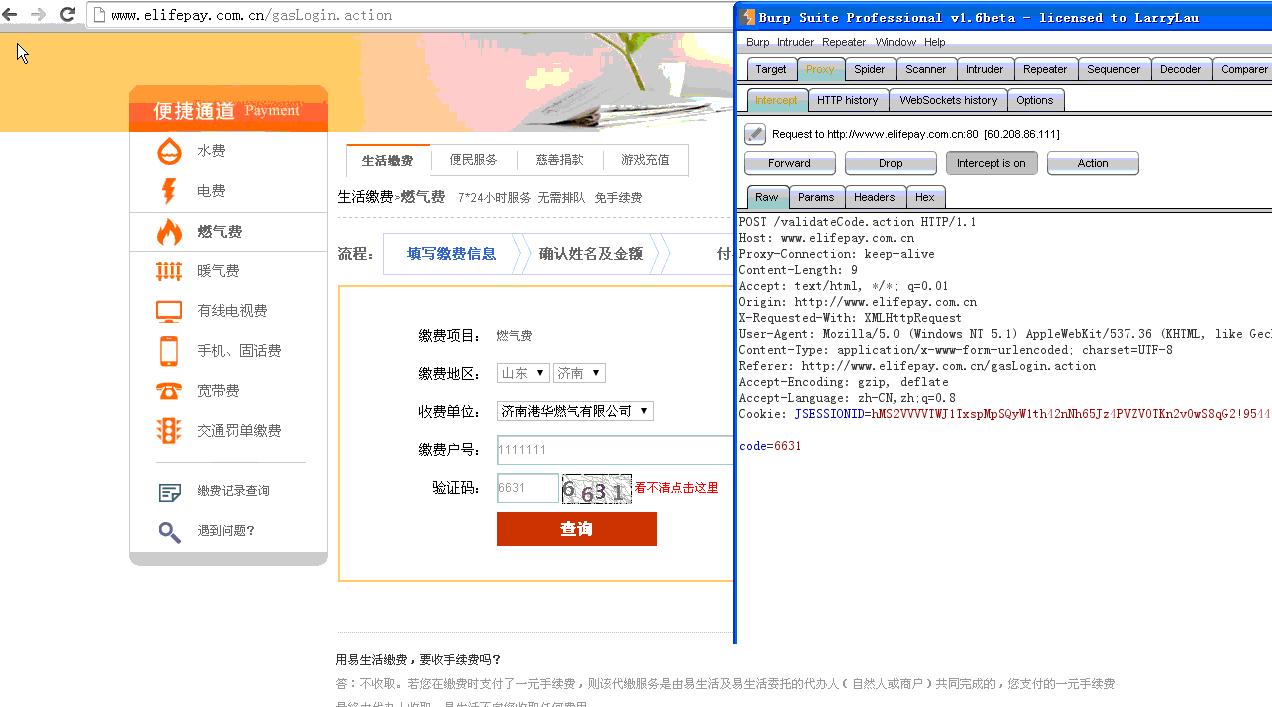 www.elifepay.com.cn/gasLogin.action
便捷通道 Payment
水费
电费
燃气费
暖气费
有线电视费
手机、固话费
宽带费
交通罚单缴费
缴费记录查询
遇到问题?
生活缴费 便民服务 慈善捐款 游戏充值
生活缴费>燃气费 7*24小时服务 无需排队 免手续费
流程: 填写缴费信息 确认姓名及金额 付
缴费项目: 燃气费
缴费地区: 山东 济南
收费单位: 济南港华燃气有限公司
缴费户号: 1111111
验证码: 6631 6631 看不清点击这里
查询
用易生活缴费，要收手续费吗?
答：不收取。若您在缴费时支付了一元手续费，则该代缴服务是由易生活及易生活委托的代办人（自然人或商户）共同完成的，您支付的一元手续费
Burp Suite Professional v1.6beta - licensed to LarryLau
Burp Intruder Repeater Window Help
Target Proxy Spider Scanner Intruder Repeater Sequencer Decoder Comparer
Intercept HTTP history WebSockets history Options
Request to http://www.elifepay.com.cn:80 [60.208.86.111]
Forward Drop Intercept is on Action
Raw Params Headers Hex
POST /validateCode.action HTTP/1.1
Host: www.elifepay.com.cn
Proxy-Connection: keep-alive
Content-Length: 9
Accept: text/html, */*; q=0.01
Origin: http://www.elifepay.com.cn
X-Requested-With: XMLHttpRequest
User-Agent: Mozilla/5.0 (Windows NT 5.1) AppleWebKit/537.36 (KHTML, like Geck
Content-Type: application/x-www-form-urlencoded; charset=UTF-8
Referer: http://www.elifepay.com.cn/gasLogin.action
Accept-Encoding: gzip, deflate
Accept-Language: zh-CN,zh;q=0.8
Cookie: JSESSIONID=hMS2VVVVTWJ1TxspMpSQyW1th42nNh65Jz4PVZV0TKn2v0wS8qG2!9544
code=6631